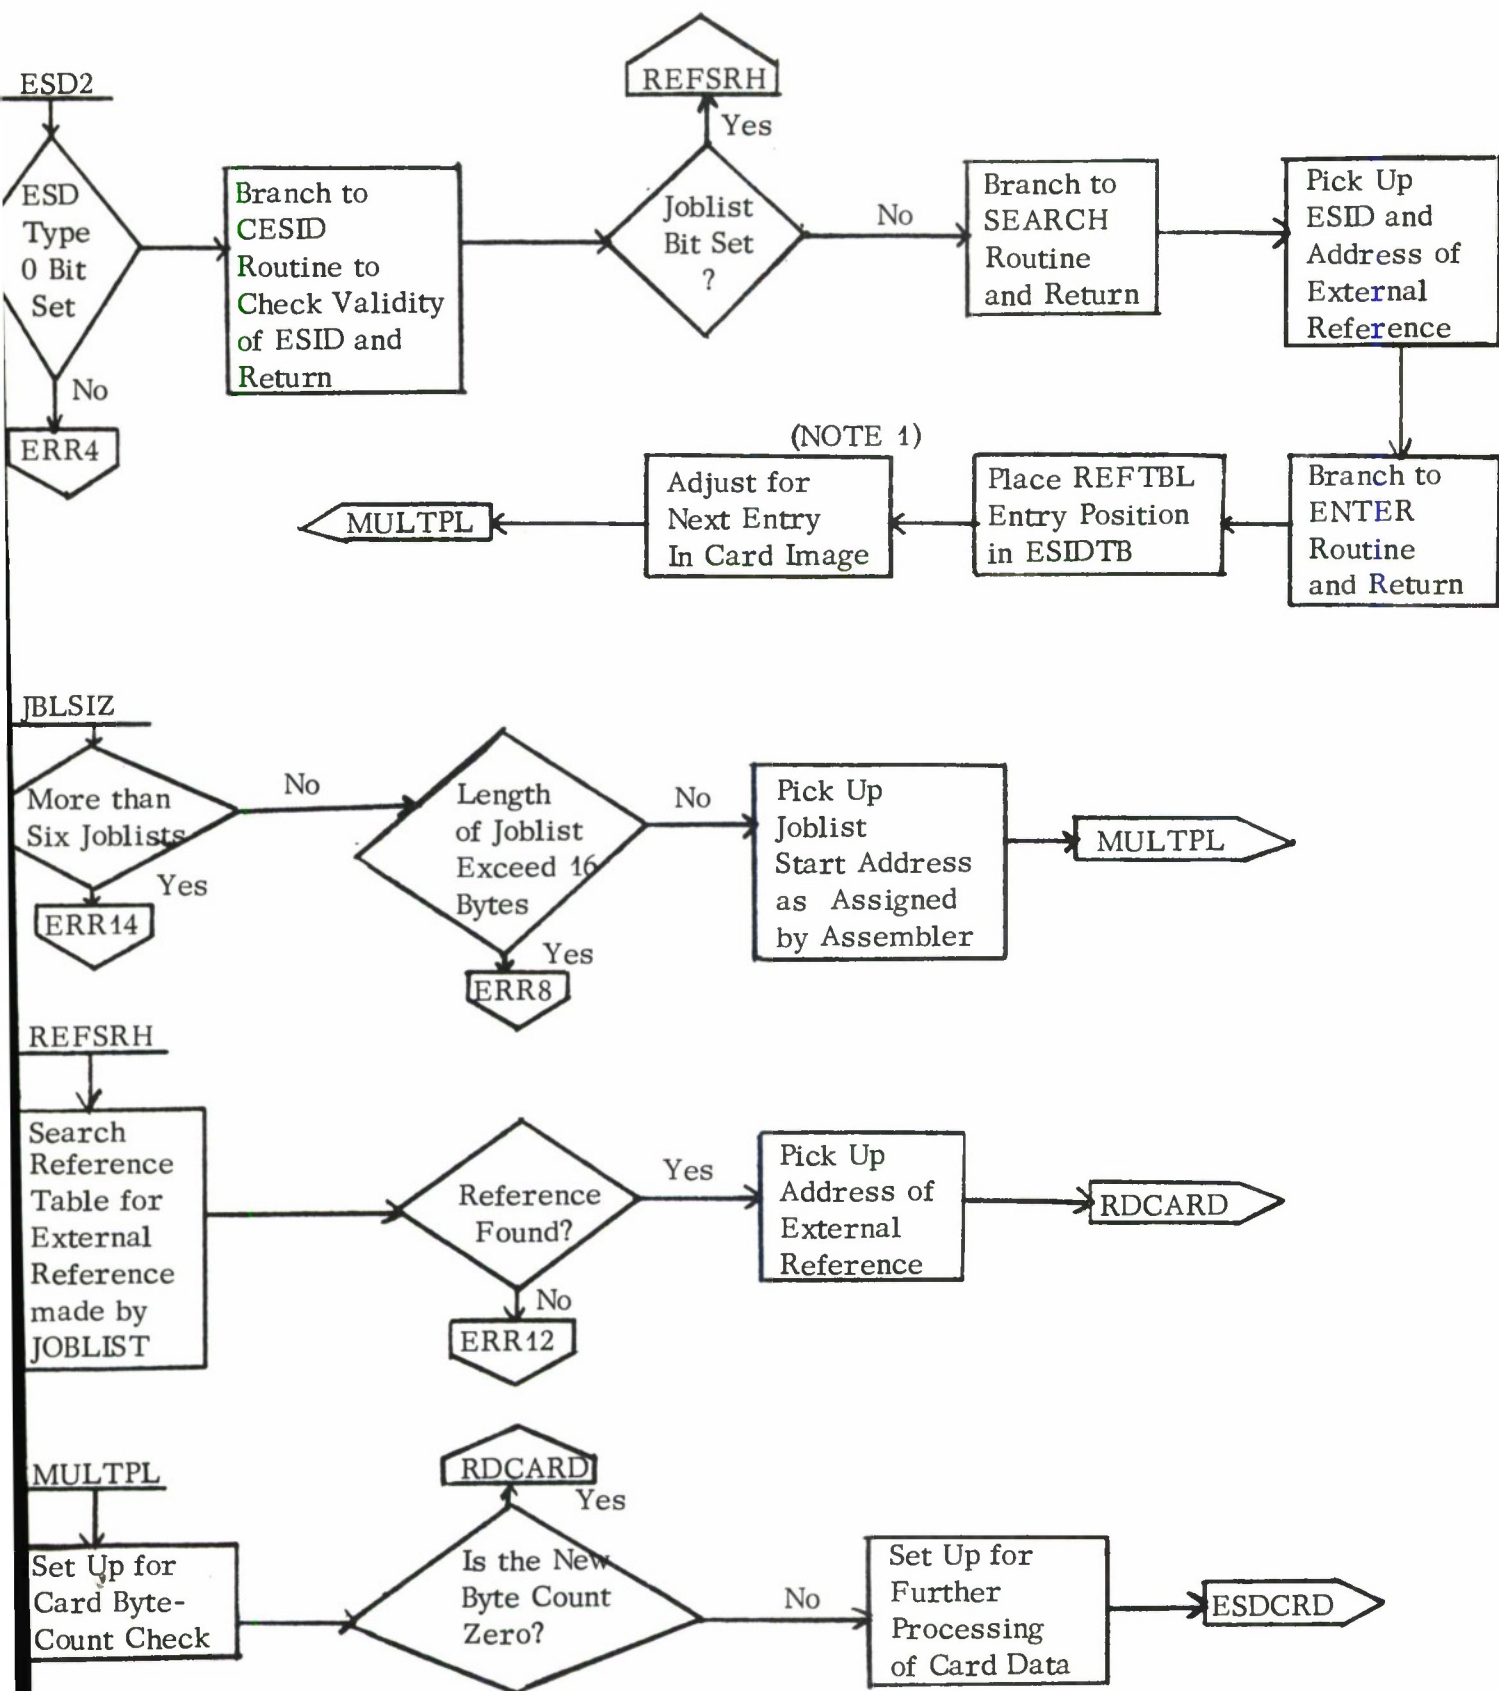 ESD2
ESD
Type
0 Bit
Set
No
ERR4
Branch to
CESID
Routine to
Check Validity
of ESID and
Return
REFSRH
Yes
Joblist
Bit Set
?
No
Branch to
SEARCH
Routine
and Return
Pick Up
ESID and
Address of
External
Reference
Branch to
ENTER
Routine
and Return
Place REFTBL
Entry Position
in ESIDTB
(NOTE 1)
Adjust for
Next Entry
In Card Image
MULTPL
JBLSIZ
More than
Six Joblists
Yes
ERR14
No
Length
of Joblist
Exceed 16
Bytes
Yes
ERR8
No
Pick Up
Joblist
Start Address
as Assigned
by Assembler
MULTPL
REFSRH
Search
Reference
Table for
External
Reference
made by
JOBLIST
Reference
Found?
No
ERR12
Yes
Pick Up
Address of
External
Reference
RDCARD
MULTPL
Set Up for
Card Byte-
Count Check
RDCARD
Yes
Is the New
Byte Count
Zero?
No
Set Up for
Further
Processing
of Card Data
ESDCRD